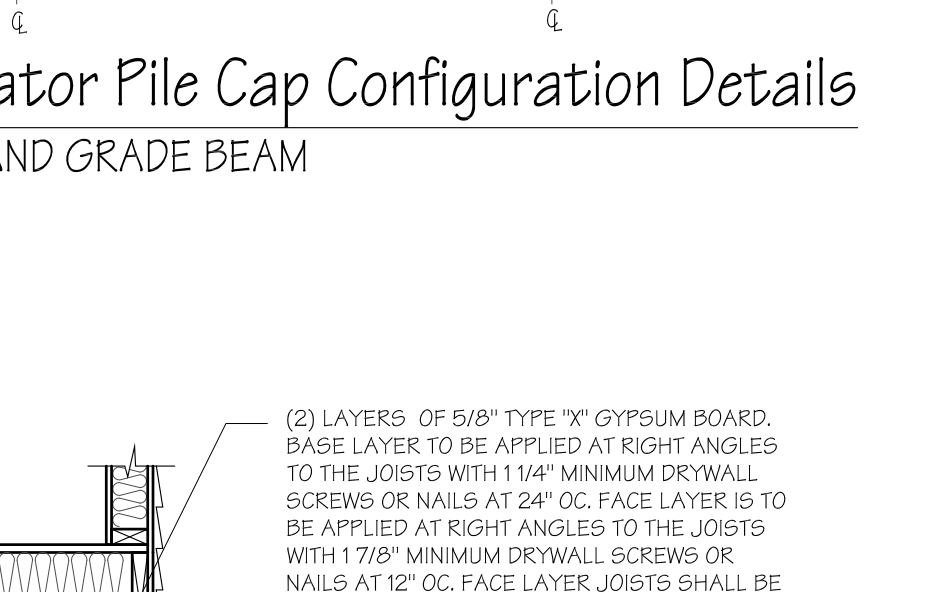 ℄ ℄
ator Pile Cap Configuration Details
AND GRADE BEAM
(2) LAYERS OF 5/8" TYPE "X" GYPSUM BOARD.
BASE LAYER TO BE APPLIED AT RIGHT ANGLES
TO THE JOISTS WITH 1 1/4" MINIMUM DRYWALL
SCREWS OR NAILS AT 24" OC. FACE LAYER IS TO
BE APPLIED AT RIGHT ANGLES TO THE JOISTS
WITH 1 7/8" MINIMUM DRYWALL SCREWS OR
NAILS AT 12" OC. FACE LAYER JOISTS SHALL BE